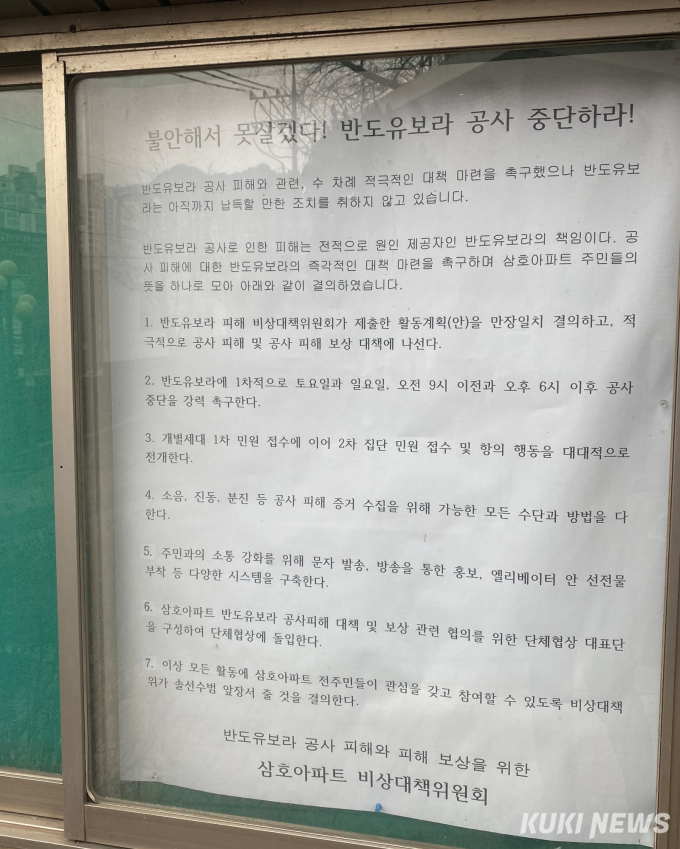 불안해서 못살겠다! 반도유보라 공사 중단하라!
반도유보라 공사 피해와 관련, 수 차례 적극적인 대책 마련을 촉구했으나 반도유보
라는 아직까지 납득할 만한 조치를 취하지 않고 있습니다.
반도유보라 공사로 인한 피해는 전적으로 원인 제공자인 반도유보라의 책임이다. 공
사 피해에 대한 반도유보라의 즉각적인 대책 마련을 촉구하며 삼호아파트 주민들의
뜻을 하나로 모아 아래와 같이 결의하였습니다.
1. 반도유보라 피해 비상대책위원회가 제출한 활동계획(안)을 만장일치 결의하고, 적
극적으로 공사 피해 및 공사 피해 보상 대책에 나선다.
2. 반도유보라에 1차적으로 토요일과 일요일, 오전 9시 이전과 오후 6시 이후 공사
중단을 강력 촉구한다.
3. 개별세대 1차 민원 접수에 이어 2차 집단 민원 접수 및 항의 행동을 대대적으로
전개한다.
4. 소음, 진동, 분진 등 공사 피해 증거 수집을 위해 가능한 모든 수단과 방법을 다
한다.
5. 주민과의 소통 강화를 위해 문자 발송, 방송을 통한 홍보, 엘리베이터 안 선전물
부착 등 다양한 시스템을 구축한다.
6. 삼호아파트 반도유보라 공사피해 대책 및 보상 관련 협의를 위한 단체협상 대표단
을 구성하여 단체협상에 돌입한다.
7. 이상 모든 활동에 삼호아파트 전주민들이 관심을 갖고 참여할 수 있도록 비상대책
위가 솔선수범 앞장서 줄 것을 결의한다.
반도유보라 공사 피해와 피해 보상을 위한
삼호아파트 비상대책위원회
KUKI NEWS